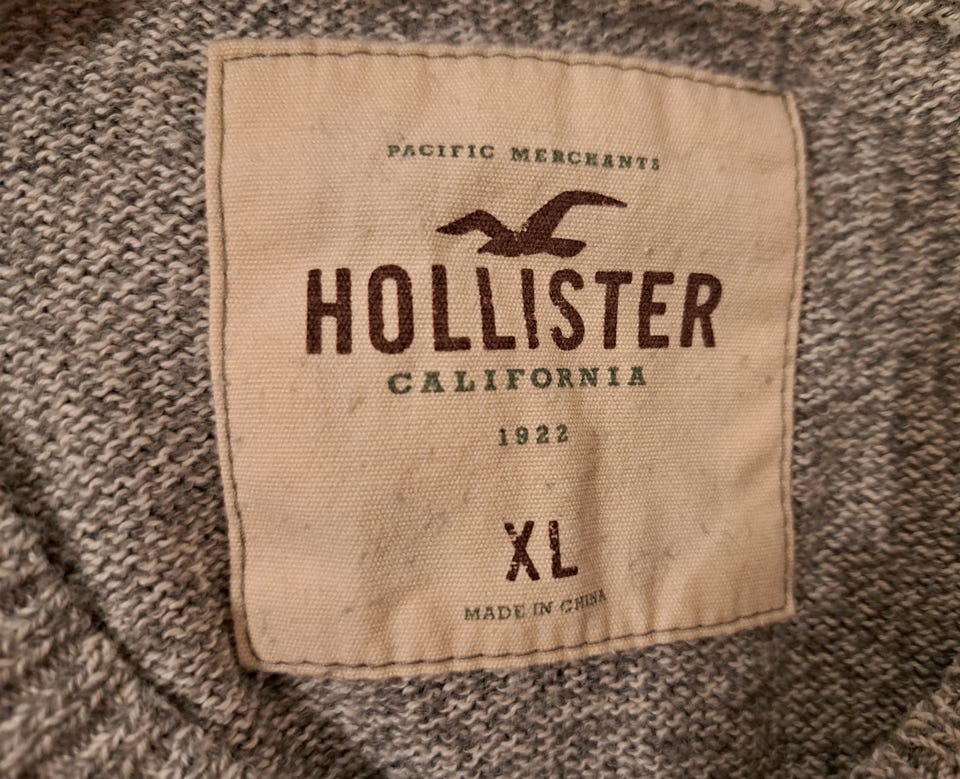 PACIFIC MERCHANTS
HOLLISTER
CALIFORNIA
1922
XL
MADE IN CHINA